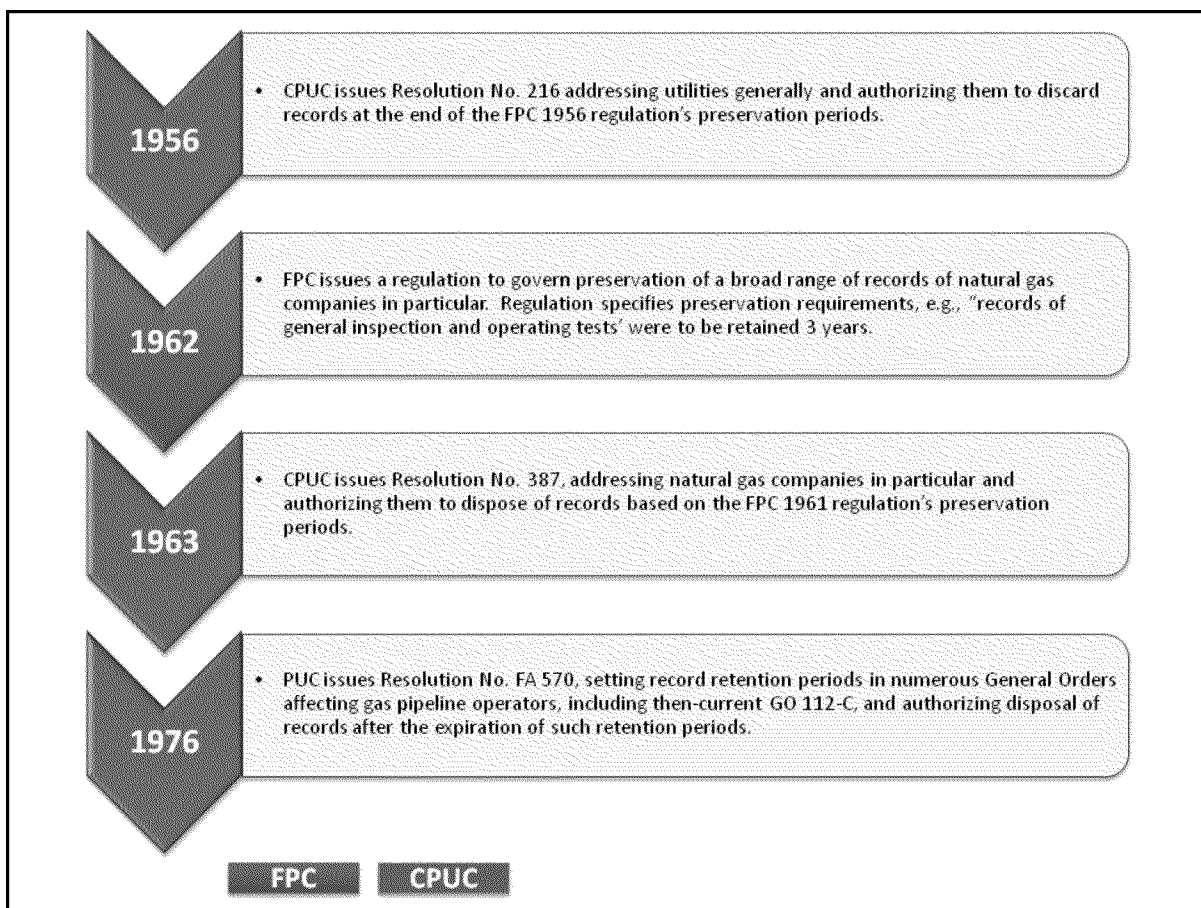 1956
• CPUC issues Resolution No. 216 addressing utilities generally and authorizing them to discard
records at the end of the FPC 1956 regulation's preservation periods.
1962
• FPC issues a regulation to govern preservation of a broad range of records of natural gas
companies in particular. Regulation specifies preservation requirements, e.g., "records of
general inspection and operating tests' were to be retained 3 years.
1963
• CPUC issues Resolution No. 387, addressing natural gas companies in particular and
authorizing them to dispose of records based on the FPC 1961 regulation's preservation
periods.
1976
• PUC issues Resolution No. FA 570, setting record retention periods in numerous General Orders
affecting gas pipeline operators, including then-current GO 112-C, and authorizing disposal of
records after the expiration of such retention periods.
FPC CPUC